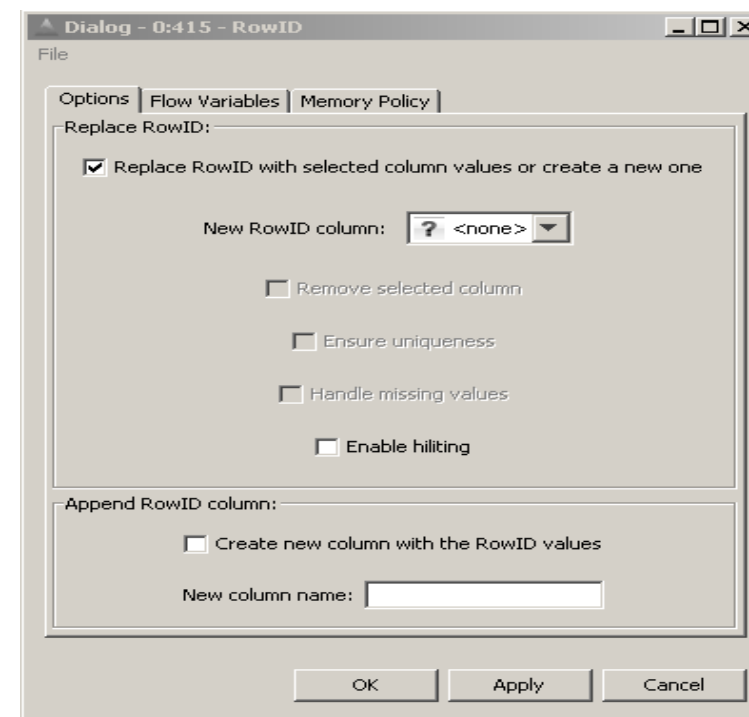 Dialog - 0:415 - RowID
File
Options Flow Variables Memory Policy
Replace RowID:
Replace RowID with selected column values or create a new one
New RowID column: ? <none>
Remove selected column
Ensure uniqueness
Handle missing values
Enable hiliting
Append RowID column:
Create new column with the RowID values
New column name:
OK Apply Cancel